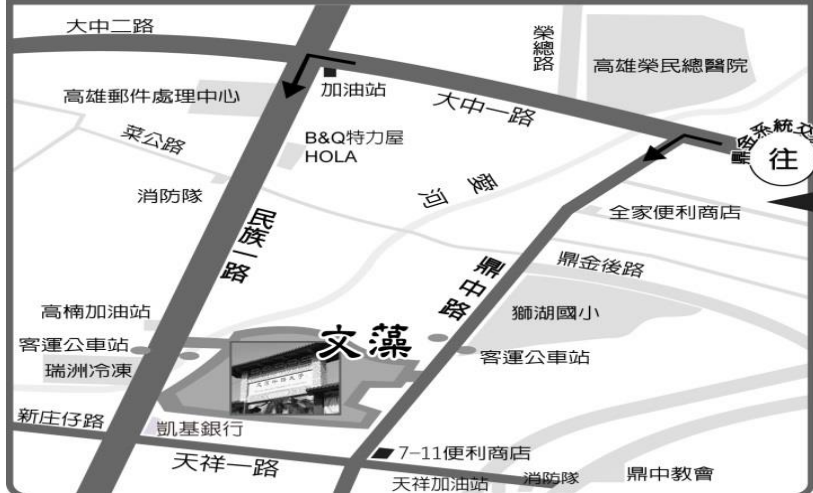 大中二路
榮總路
高雄榮民總醫院
加油站
高雄郵件處理中心
大中一路
鼎金系統交
往
菜公路
B&Q特力屋
HOLA
愛河
消防隊
全家便利商店
民族一路
鼎金後路
鼎中路
高楠加油站
獅湖國小
文藻
客運公車站
客運公車站
瑞洲冷凍
新庄仔路
凱基銀行
7-11便利商店
天祥一路
天祥加油站
消防隊
鼎中教會